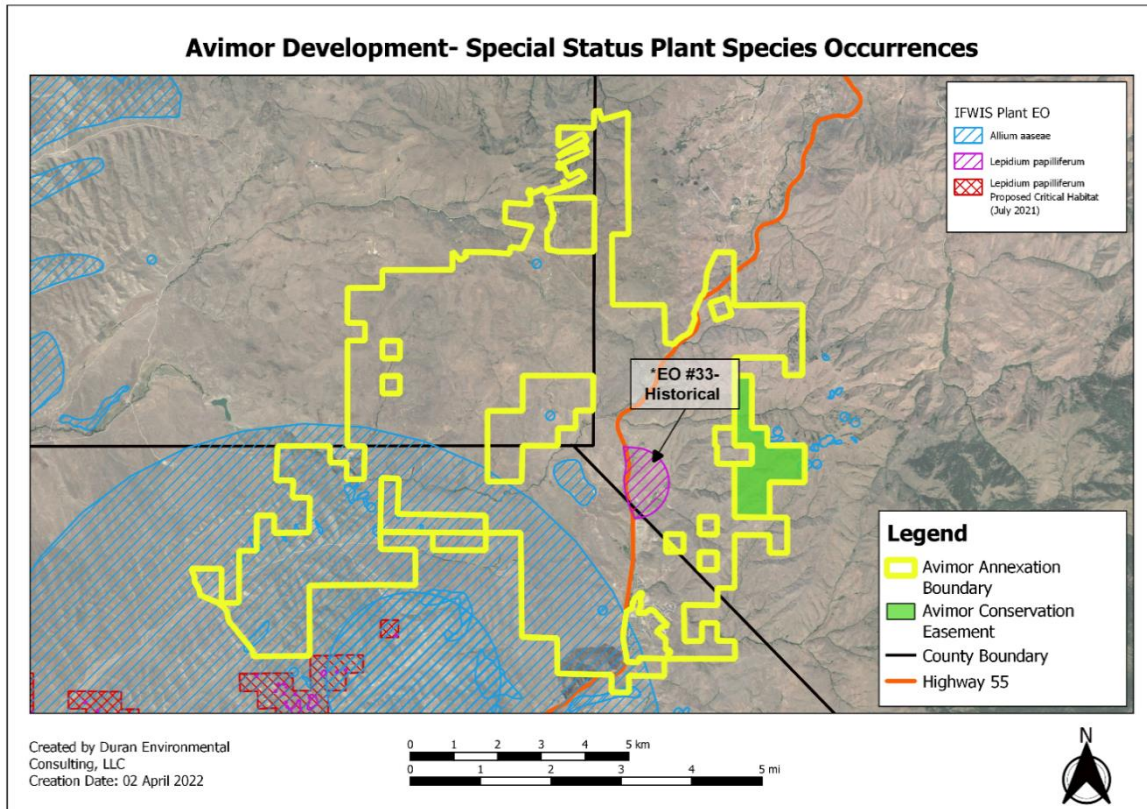 Avimor Development- Special Status Plant Species Occurrences
IFWIS Plant EO
Allium aaseae
Lepidium papilliferum
Lepidium papilliferum
Proposed Critical Habitat
(July 2021)
*EO #33-
Historical
Legend
Avimor Annexation
Boundary
Avimor Conservation
Easement
County Boundary
Highway 55
Created by Duran Environmental
Consulting, LLC
Creation Date: 02 April 2022
0 1 2 3 4 5 km
0 1 2 3 4 5 mi
N